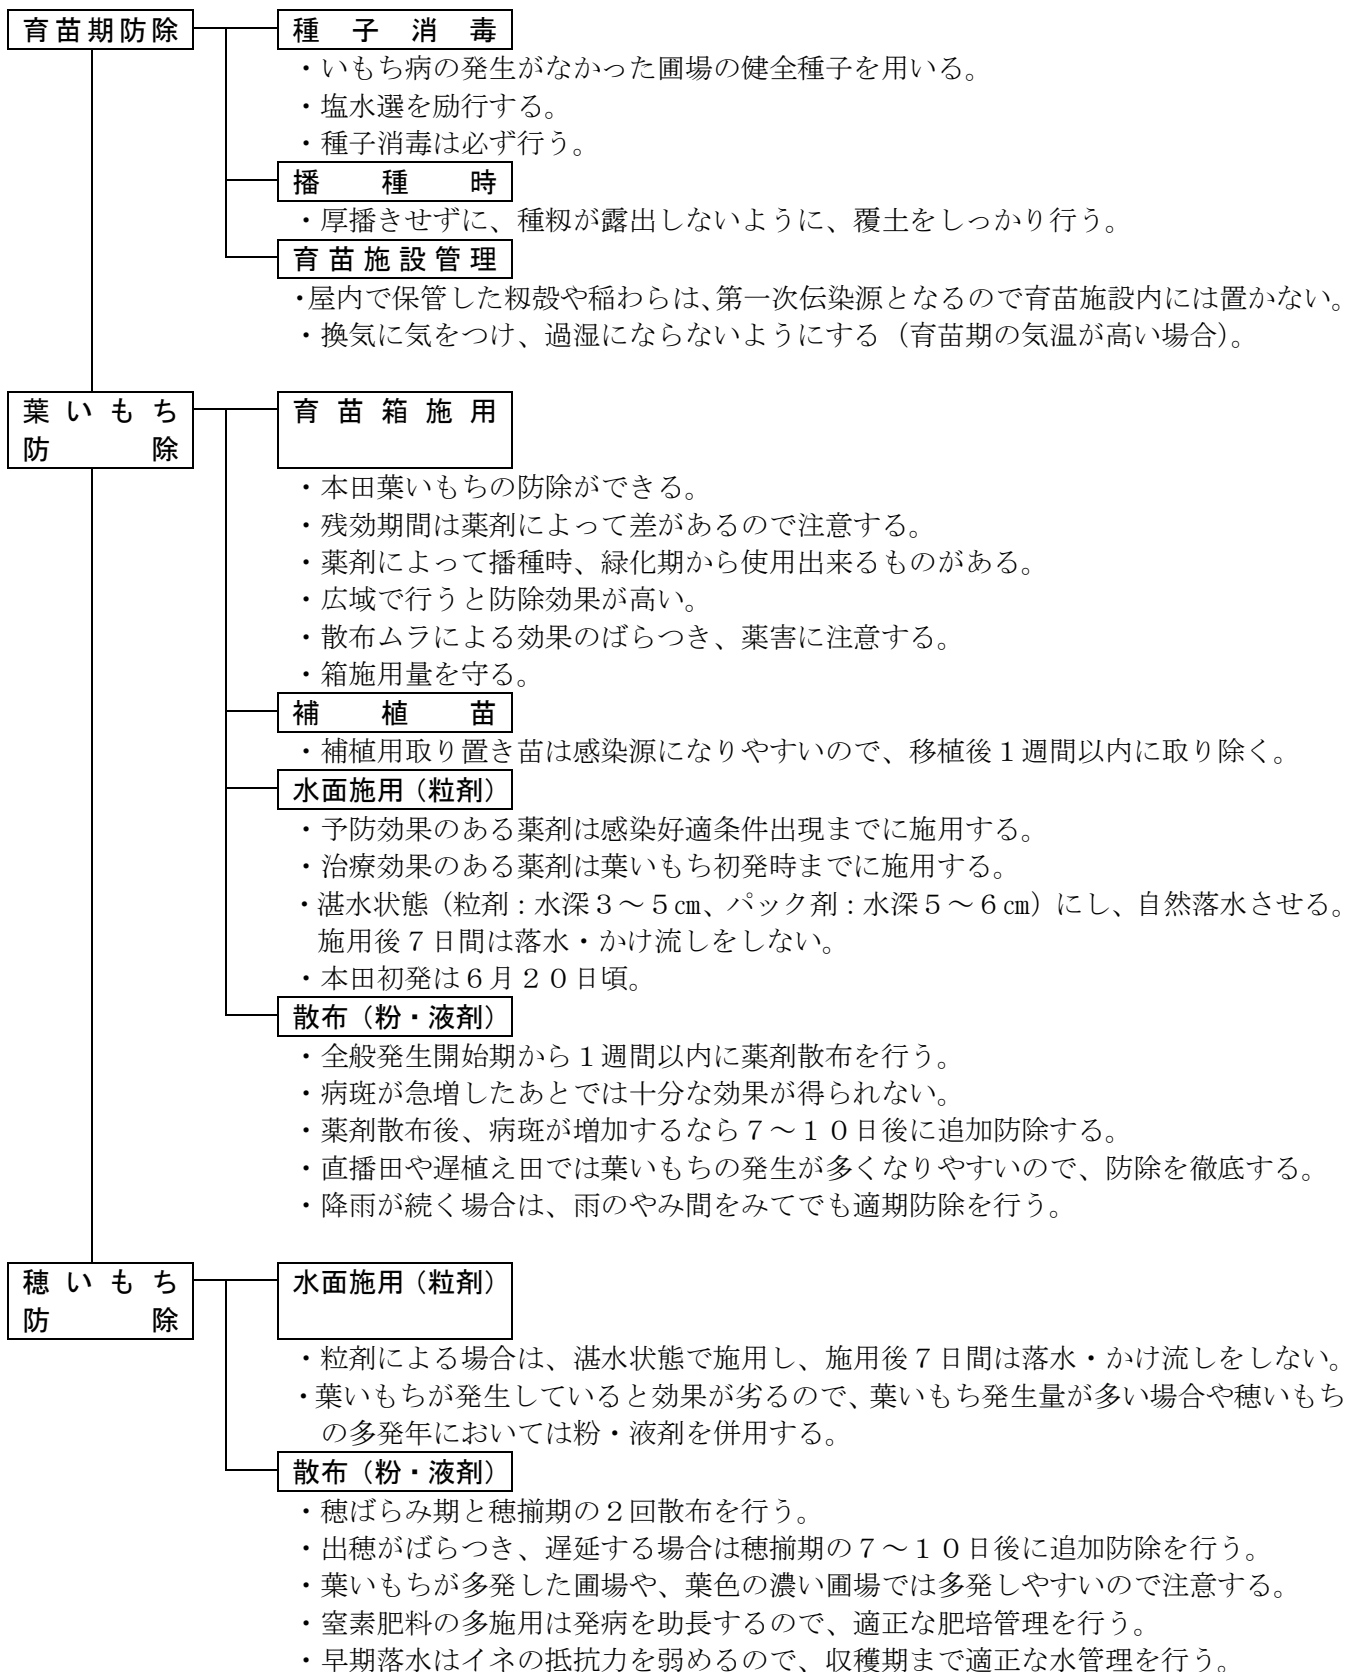 育苗期防除
種子消毒
・いもち病の発生がなかった圃場の健全種子を用いる。
・塩水選を励行する。
・種子消毒は必ず行う。
播種時
・厚播きせずに、種籾が露出しないように、覆土をしっかり行う。
育苗施設管理
・屋内で保管した籾殻や稲わらは、第一次伝染源となるので育苗施設内には置かない。
・換気に気をつけ、過湿にならないようにする（育苗期の気温が高い場合）。
葉いもち
防除
育苗箱施用
・本田葉いもちの防除ができる。
・残効期間は薬剤によって差があるので注意する。
・薬剤によって播種時、緑化期から使用出来るものがある。
・広域で行うと防除効果が高い。
・散布ムラによる効果のばらつき、薬害に注意する。
・箱施用量を守る。
補植苗
・補植用取り置き苗は感染源になりやすいので、移植後１週間以内に取り除く。
水面施用（粒剤）
・予防効果のある薬剤は感染好適条件出現までに施用する。
・治療効果のある薬剤は葉いもち初発時までに施用する。
・湛水状態（粒剤：水深３～５㎝、パック剤：水深５～６㎝）にし、自然落水させる。
施用後７日間は落水・かけ流しをしない。
・本田初発は６月２０日頃。
散布（粉・液剤）
・全般発生開始期から１週間以内に薬剤散布を行う。
・病斑が急増したあとでは十分な効果が得られない。
・薬剤散布後、病斑が増加するなら７～１０日後に追加防除する。
・直播田や遅植え田では葉いもちの発生が多くなりやすいので、防除を徹底する。
・降雨が続く場合は、雨のやみ間をみてでも適期防除を行う。
穂いもち
防除
水面施用（粒剤）
・粒剤による場合は、湛水状態で施用し、施用後７日間は落水・かけ流しをしない。
・葉いもちが発生していると効果が劣るので、葉いもち発生量が多い場合や穂いもち
の多発年においては粉・液剤を併用する。
散布（粉・液剤）
・穂ばらみ期と穂揃期の２回散布を行う。
・出穂がばらつき、遅延する場合は穂揃期の７～１０日後に追加防除を行う。
・葉いもちが多発した圃場や、葉色の濃い圃場では多発しやすいので注意する。
・窒素肥料の多施用は発病を助長するので、適正な肥培管理を行う。
・早期落水はイネの抵抗力を弱めるので、収穫期まで適正な水管理を行う。